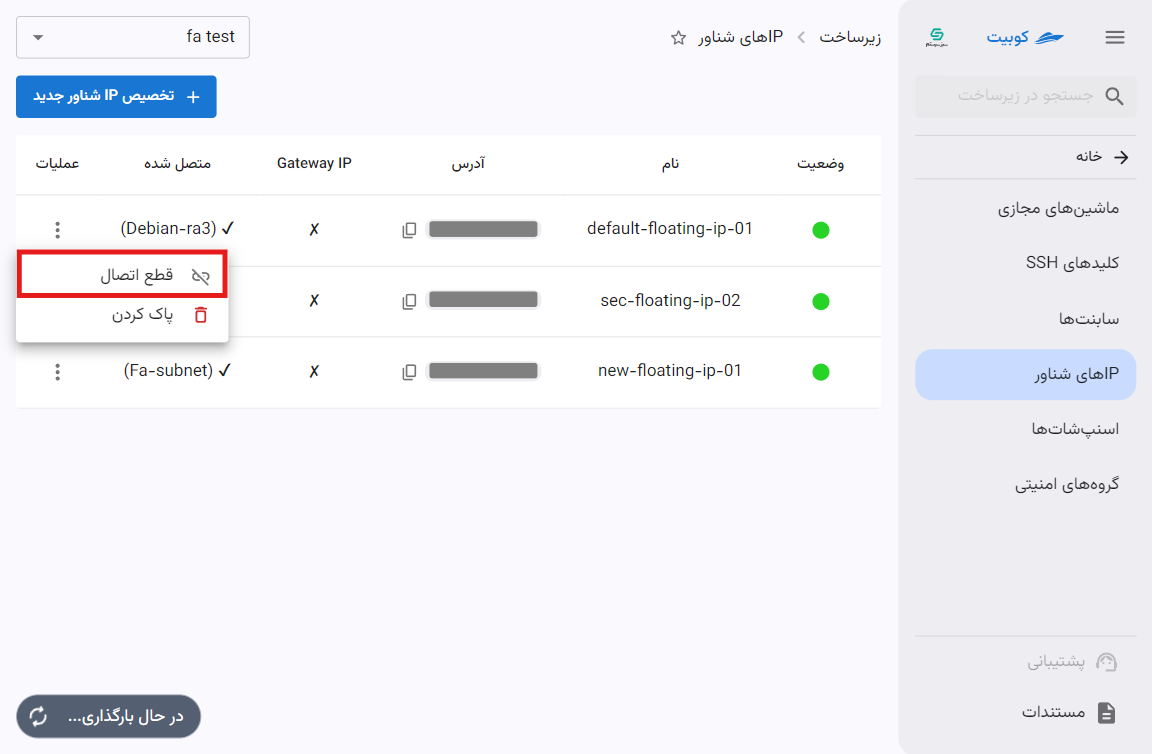 کوبیت
زیرساخت
IPهای شناور
fa test
جستجو در زیرساخت
خانه
ماشین‌های مجازی
کلیدهای SSH
سابنت‌ها
IPهای شناور
اسنپ‌شات‌ها
گروه‌های امنیتی
پشتیبانی
مستندات
تخصیص IP شناور جدید
وضعیت نام آدرس Gateway IP متصل شده عملیات
default-floating-ip-01 ✗ ✓ (Debian-ra3)
sec-floating-ip-02 ✗
new-floating-ip-01 ✗ ✓ (Fa-subnet)
قطع اتصال
پاک کردن
در حال بارگذاری...